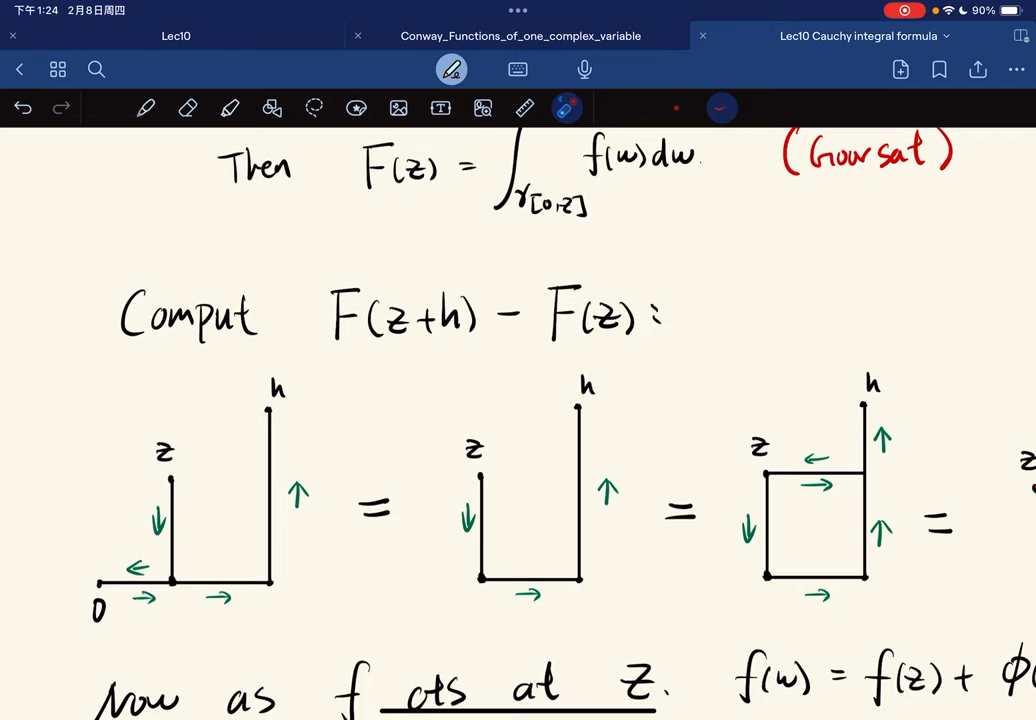 下午1:24 2月8日周四
90%
Lec10
Conway_Functions_of_one_complex_variable
Lec10 Cauchy integral formula
Then F(z) = ∫_γ[0,z] f(w)dw. (Goursat)
Comput F(z+h) − F(z):
h
h
h
z
z
z
z
← → → ↓ ↑ = ↓ → ↑ = ← → ↓ → ↑ ↑ =
0
Now as f cts at z. f(w) = f(z) + ϕ(